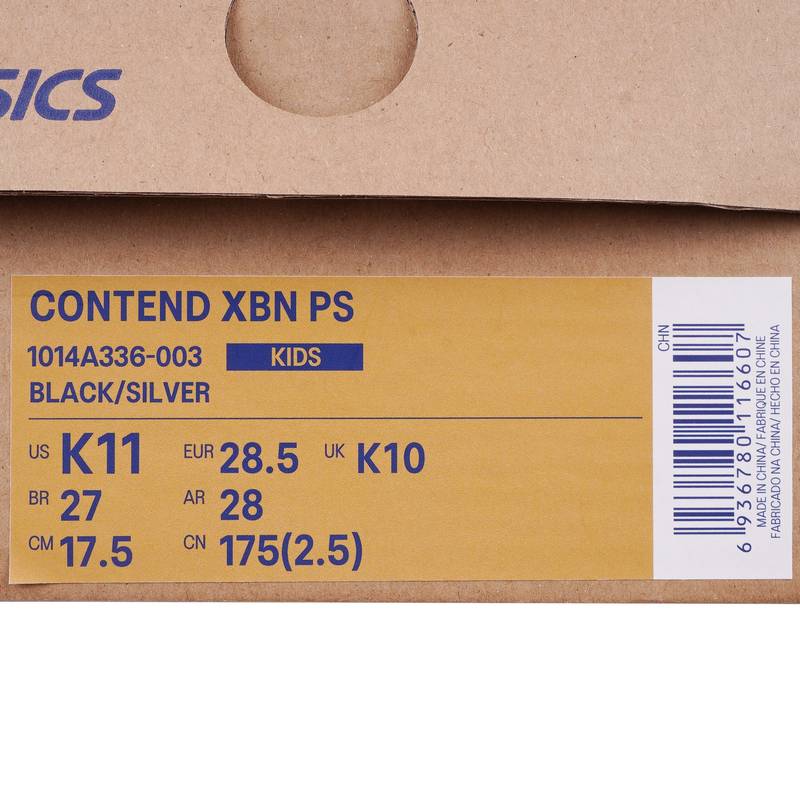 SICS
CONTEND XBN PS
1014A336-003 KIDS
BLACK/SILVER
US K11 EUR 28.5 UK K10
BR 27 AR 28
CM 17.5 CN 175(2.5)
CHN
6 936780 116607
MADE IN CHINA/ FABRIQUÉ EN CHINE
FABRICADO NA CHINA/ HECHO EN CHINA